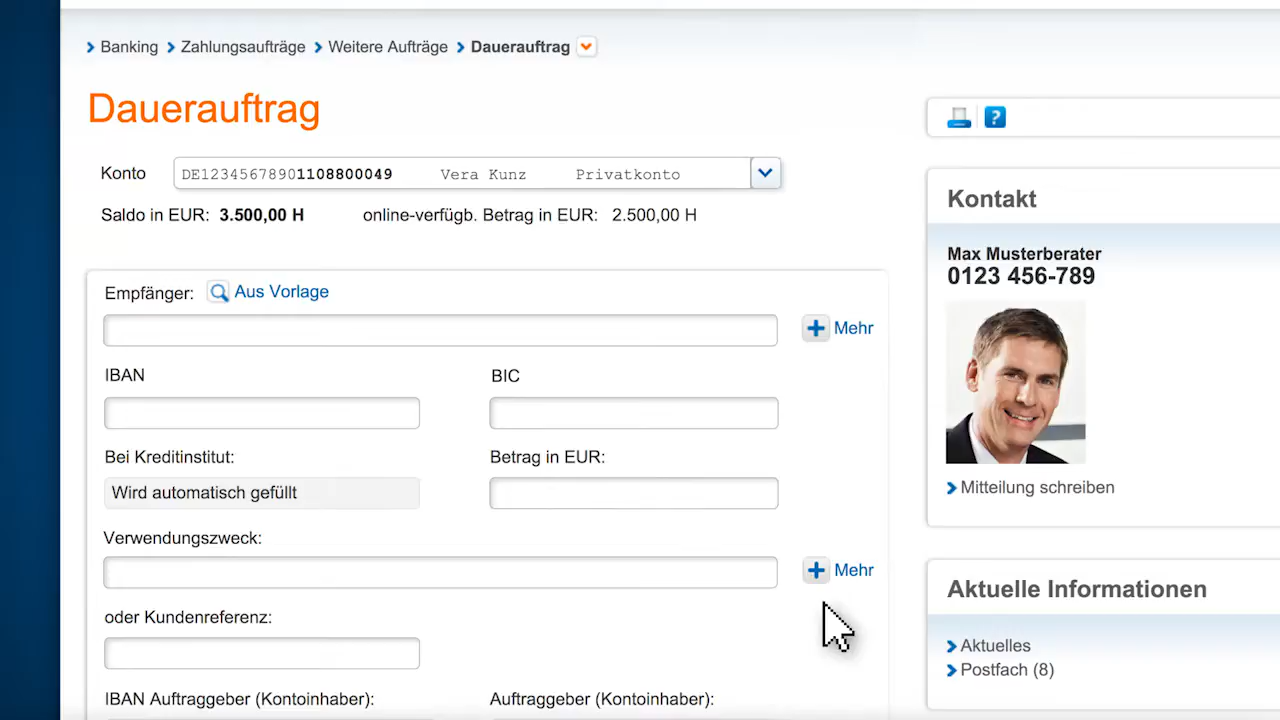 Banking Zahlungsaufträge Weitere Aufträge Dauerauftrag
Dauerauftrag
Konto DE12345678901108800049 Vera Kunz Privatkonto
Saldo in EUR: 3.500,00 H online-verfügb. Betrag in EUR: 2.500,00 H
Empfänger: Aus Vorlage
Mehr
IBAN BIC
Bei Kreditinstitut: Betrag in EUR:
Wird automatisch gefüllt
Verwendungszweck:
Mehr
oder Kundenreferenz:
IBAN Auftraggeber (Kontoinhaber): Auftraggeber (Kontoinhaber):
?
Kontakt
Max Musterberater
0123 456-789
Mitteilung schreiben
Aktuelle Informationen
Aktuelles
Postfach (8)